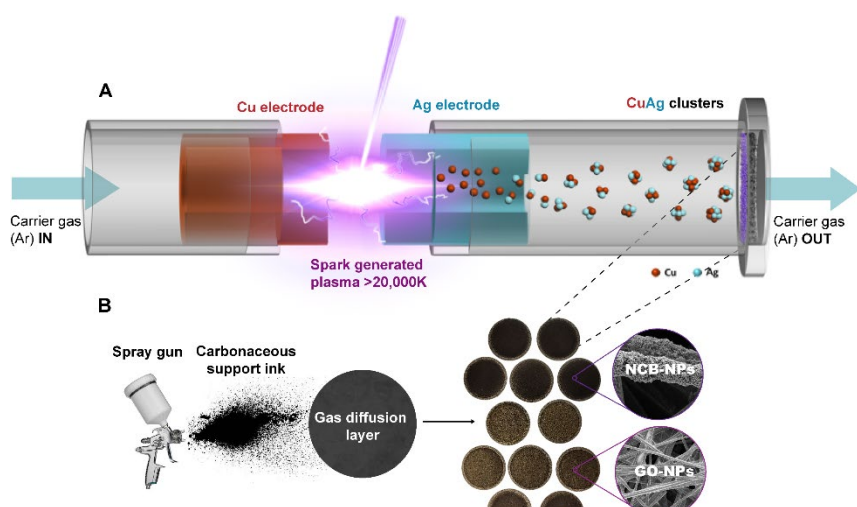 A
Cu electrode
Ag electrode
CuAg clusters
Carrier gas
(Ar) IN
Carrier gas
(Ar) OUT
Spark generated
plasma >20,000K
Cu
Ag
B
Spray gun
Carbonaceous
support ink
Gas diffusion
layer
NCB-NPs
GO-NPs